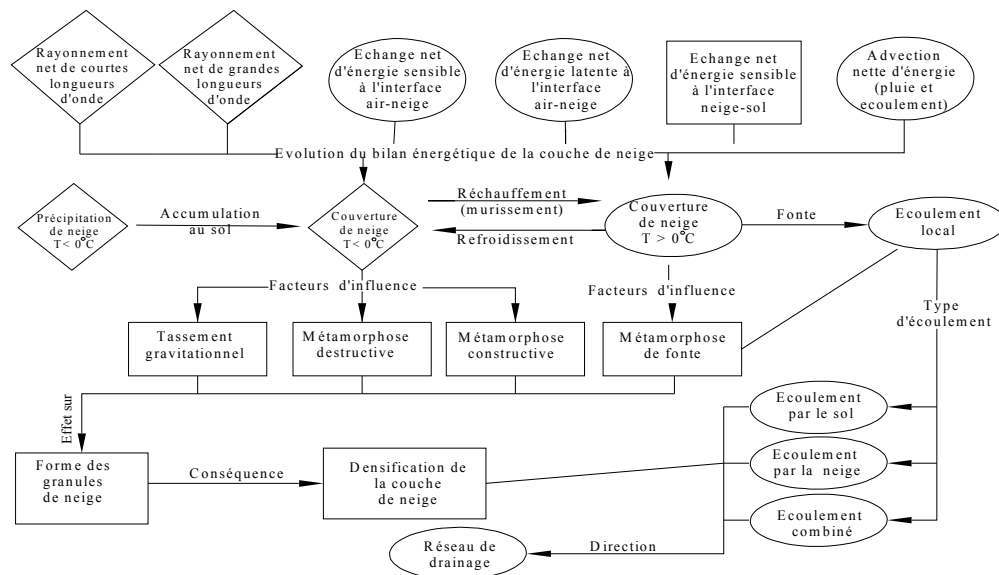 Rayonnement
net de courtes
longueurs
d'onde
Rayonnement
net de grandes
longueurs
d'onde
Echange net
d'énergie sensible
à l'interface
air-neige
Echange net
d'énergie latente à
l'interface
air-neige
Echange net
d'énergie sensible
à l'interface
neige-sol
Advection
nette d'énergie
(pluie et
ecoulement)
Evolution du bilan énergétique de la couche de neige
Précipitation
de neige
T< 0°C
Accumulation
au sol
Couverture
de neige
T< 0°C
Réchauffement
(murissement)
Refroidissement
Couverture
de neige
T > 0°C
Fonte
Ecoulement
local
Facteurs d'influence
Facteurs d'influence
Type
d'écoulement
Tassement
gravitationnel
Métamorphose
destructive
Métamorphose
constructive
Métamorphose
de fonte
Effet sur
Ecoulement
par le sol
Forme des
granules
de neige
Conséquence
Densification de
la couche
de neige
Ecoulement
par la neige
Ecoulement
combiné
Réseau de
drainage
Direction